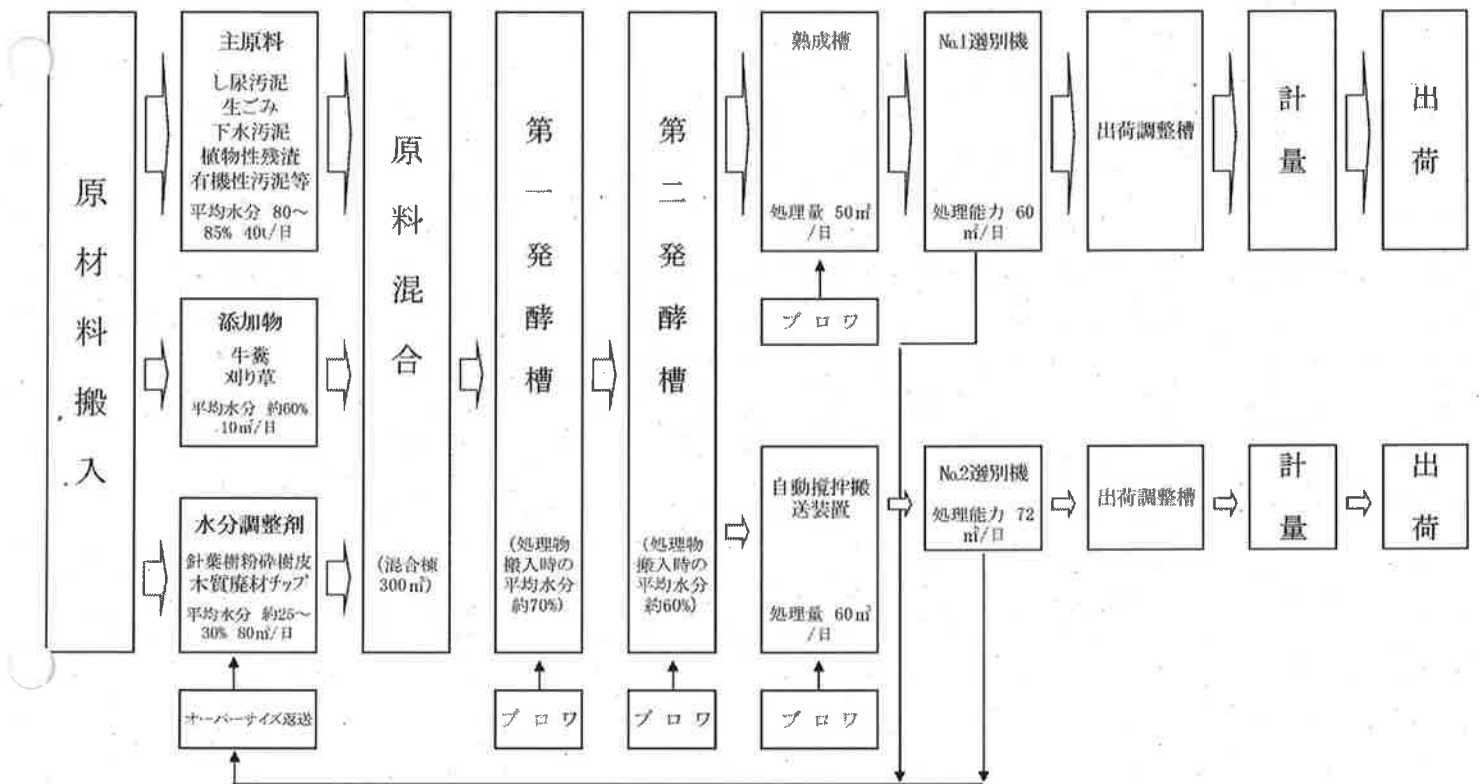 原材料搬入
主原料
し尿汚泥
生ごみ
下水汚泥
植物性残渣
有機性汚泥等
平均水分 80～
85% 40t/日
添加物
牛糞
刈り草
平均水分 約60%
10㎥/日
水分調整剤
針葉樹粉砕樹皮
木質廃材チップ
平均水分 約25～
30% 80㎥/日
オーバーサイズ返送
原料混合
(混合棟
300㎡)
第一発酵槽
(処理物
搬入時の
平均水分
約70%)
ブロワ
第二発酵槽
(処理物
搬入時の
平均水分
約60%)
ブロワ
熟成槽
処理量 50㎥
/日
ブロワ
自動攪拌搬
送装置
処理量 60㎥
/日
ブロワ
No.1選別機
処理能力 60
㎥/日
No.2選別機
処理能力 72
㎥/日
出荷調整槽
出荷調整槽
計量
計量
出荷
出荷